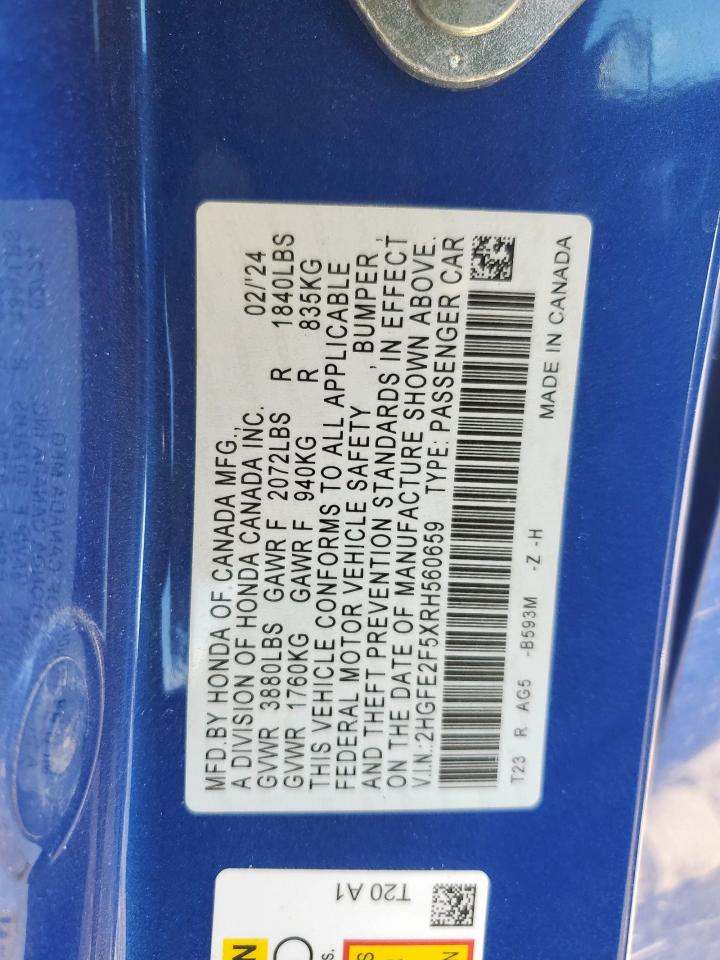 MFD.BY HONDA OF CANADA MFG.,
A DIVISION OF HONDA CANADA INC. 02/'24
GVWR 3880LBS GAWR F 2072LBS R 1840LBS
GVWR 1760KG GAWR F 940KG R 835KG
THIS VEHICLE CONFORMS TO ALL APPLICABLE
FEDERAL MOTOR VEHICLE SAFETY , BUMPER ,
AND THEFT PREVENTION STANDARDS IN EFFECT
ON THE DATE OF MANUFACTURE SHOWN ABOVE.
V.I.N.:2HGFE2F5XRH560659 TYPE: PASSENGER CAR
T23 R AG5 -B593M -Z -H MADE IN CANADA
T20 A1